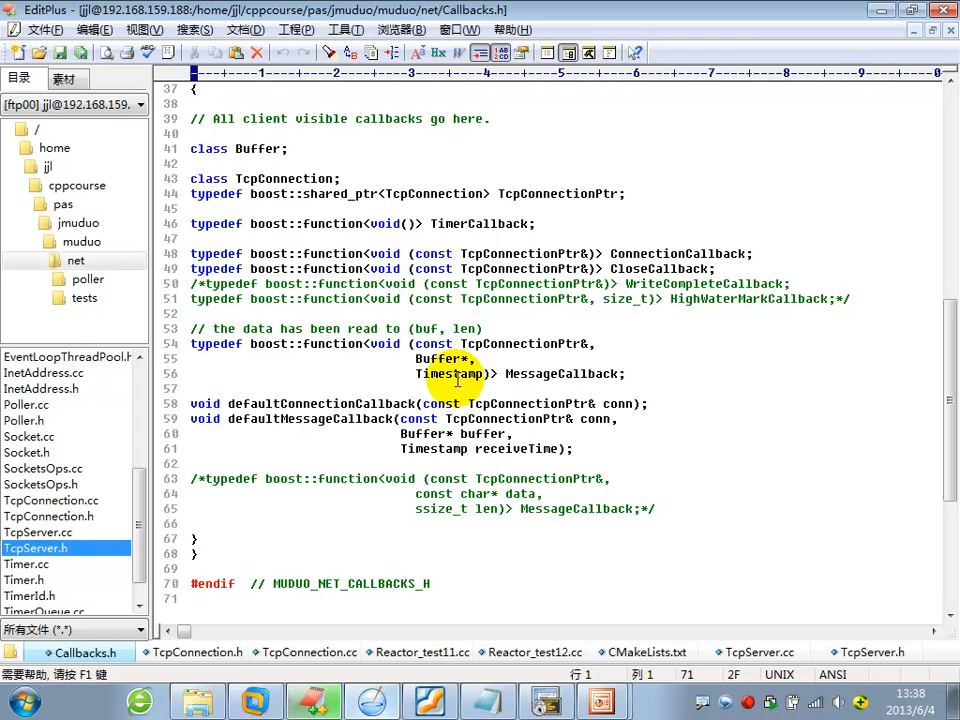 EditPlus - [jjl@192.168.159.188:/home/jjl/cppcourse/pas/jmuduo/muduo/net/Callbacks.h]
文件(F) 编辑(E) 视图(V) 搜索(S) 文档(D) 工程(P) 工具(T) 浏览器(B) 窗口(W) 帮助(H)
目录 素材
[ftp00] jjl@192.168.159.
/
home
jjl
cppcourse
pas
jmuduo
muduo
net
poller
tests
EventLoopThreadPool.h
InetAddress.cc
InetAddress.h
Poller.cc
Poller.h
Socket.cc
Socket.h
SocketsOps.cc
SocketsOps.h
TcpConnection.cc
TcpConnection.h
TcpServer.cc
TcpServer.h
Timer.cc
Timer.h
TimerId.h
TimerQueue.cc
所有文件 (*.*)
----+----1----+----2----+----3----+----4----+----5----+----6----+----7----+----8----+----9----+----0
37 {
38
39 // All client visible callbacks go here.
40
41 class Buffer;
42
43 class TcpConnection;
44 typedef boost::shared_ptr<TcpConnection> TcpConnectionPtr;
45
46 typedef boost::function<void()> TimerCallback;
47
48 typedef boost::function<void (const TcpConnectionPtr&)> ConnectionCallback;
49 typedef boost::function<void (const TcpConnectionPtr&)> CloseCallback;
50 /*typedef boost::function<void (const TcpConnectionPtr&)> WriteCompleteCallback;
51 typedef boost::function<void (const TcpConnectionPtr&, size_t)> HighWaterMarkCallback;*/
52
53 // the data has been read to (buf, len)
54 typedef boost::function<void (const TcpConnectionPtr&,
55 Buffer*,
56 Timestamp)> MessageCallback;
57
58 void defaultConnectionCallback(const TcpConnectionPtr& conn);
59 void defaultMessageCallback(const TcpConnectionPtr& conn,
60 Buffer* buffer,
61 Timestamp receiveTime);
62
63 /*typedef boost::function<void (const TcpConnectionPtr&,
64 const char* data,
65 ssize_t len)> MessageCallback;*/
66
67 }
68 }
69
70 #endif // MUDUO_NET_CALLBACKS_H
71
Callbacks.h TcpConnection.h TcpConnection.cc Reactor_test11.cc Reactor_test12.cc CMakeLists.txt TcpServer.cc TcpServer.h
需要帮助, 请按 F1 键 行 1 列 1 71 2F UNIX ANSI
13:38
2013/6/4